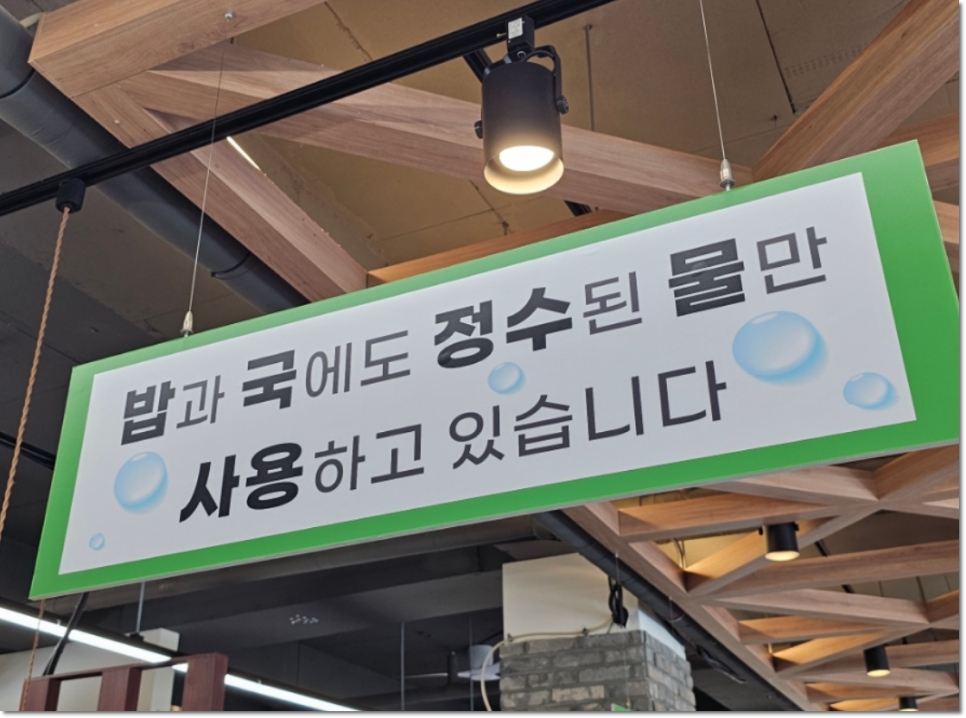 밥과 국에도 정수된 물만
사용하고 있습니다